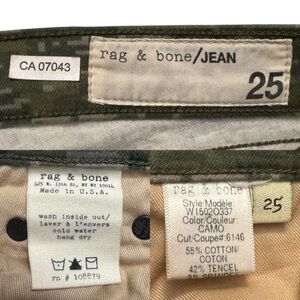 CA 07043
rag & bone/JEAN
25
rag & bone
425 W. 13th St, NY NY 10014
Made in U.S.A.
wash inside out/
laver à l'envers
solo water
hang dry
rn # 108879
rag & bone
Style/Modele:
W1502O337
Color/Couleur:
CAMO
Cut/Coupe#:6146
55% COTTON/
COTON
42% TENCEL
25